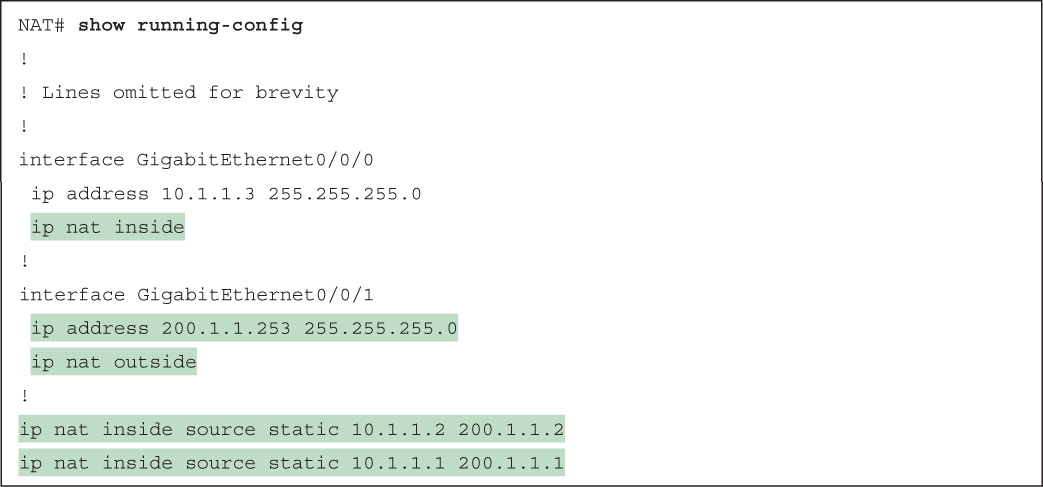 NAT# show running-config
!
! Lines omitted for brevity
!
interface GigabitEthernet0/0/0
 ip address 10.1.1.3 255.255.255.0
 ip nat inside
!
interface GigabitEthernet0/0/1
 ip address 200.1.1.253 255.255.255.0
 ip nat outside
!
ip nat inside source static 10.1.1.2 200.1.1.2
ip nat inside source static 10.1.1.1 200.1.1.1